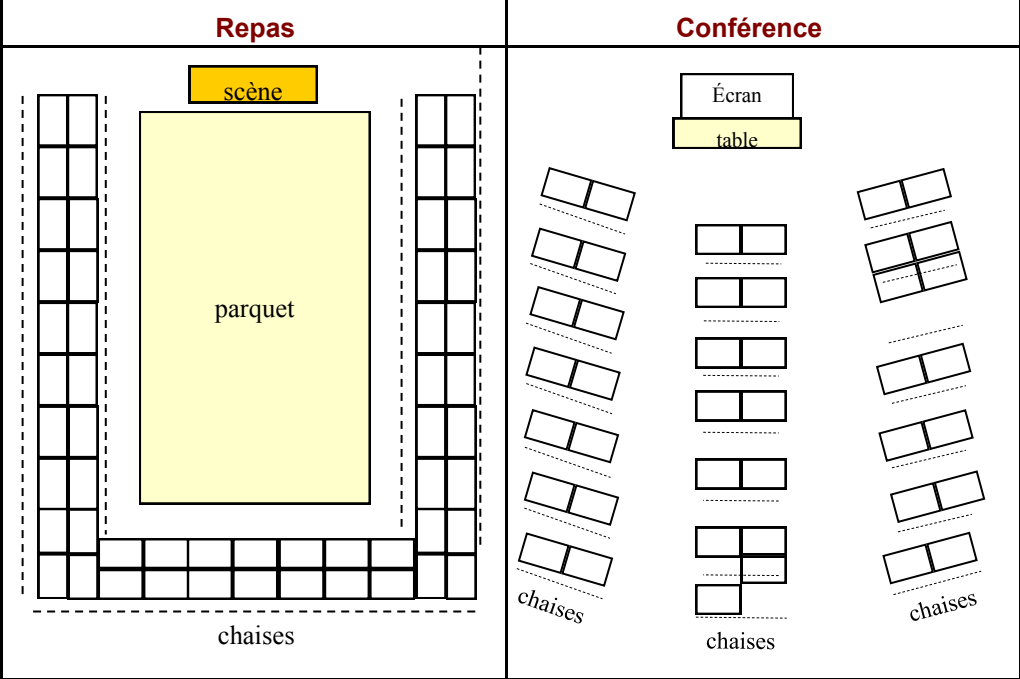 Repas
scène
parquet
chaises
Conférence
Écran
table
chaises
chaises
chaises